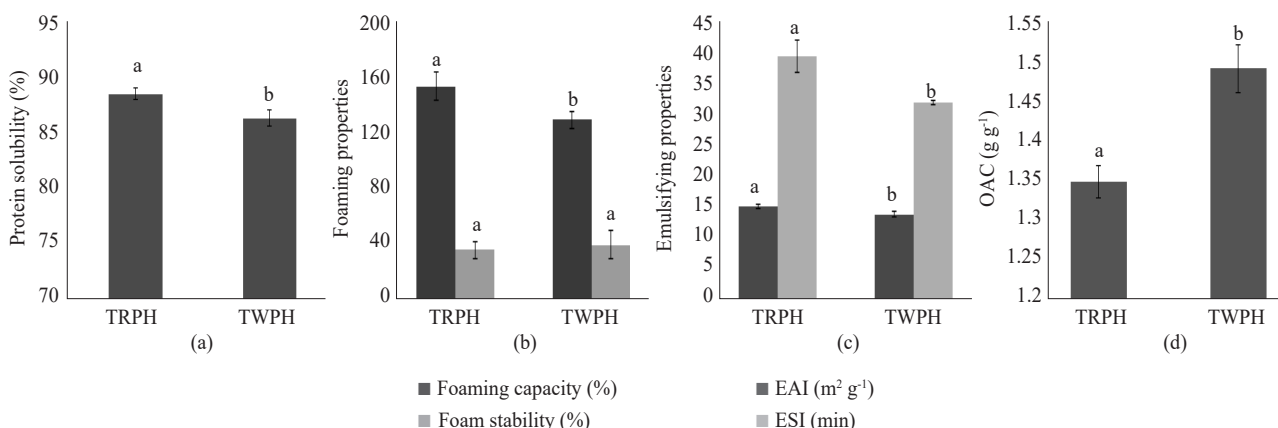 Protein solubility (%)
95
90
85
80
75
70
a
b
TRPH
TWPH
(a)
Foaming properties
200
160
120
80
40
0
a
a
b
a
TRPH
TWPH
(b)
Foaming capacity (%)
Foam stability (%)
Emulsifying properties
45
40
35
30
25
20
15
10
5
0
a
a
b
b
TRPH
TWPH
(c)
EAI (m² g⁻¹)
ESI (min)
OAC (g g⁻¹)
1.55
1.5
1.45
1.4
1.35
1.3
1.25
1.2
a
b
TRPH
TWPH
(d)